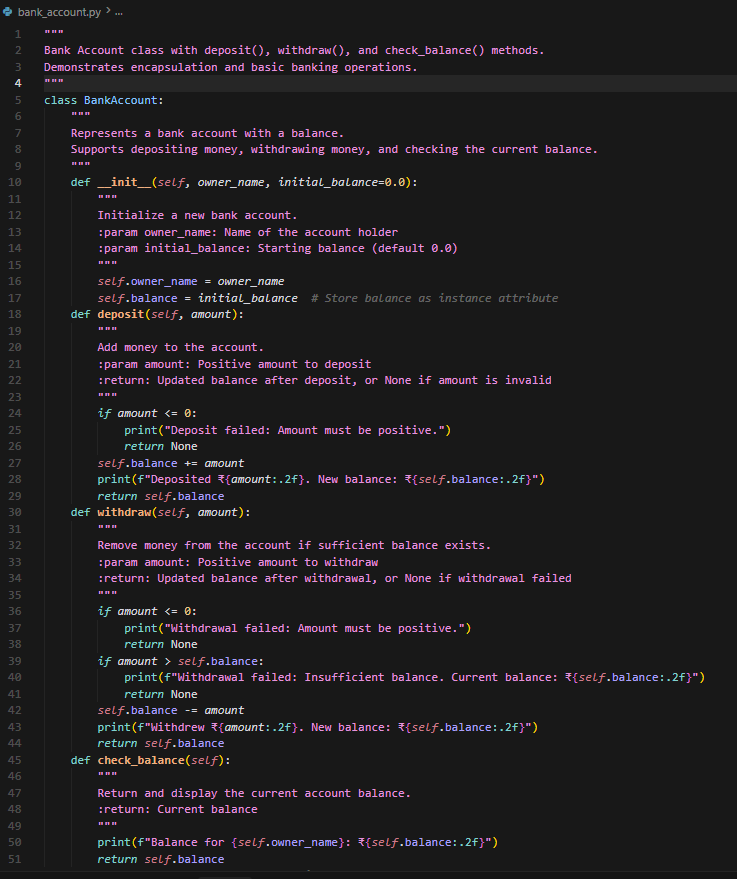 bank_account.py > ...
1 """
2 Bank Account class with deposit(), withdraw(), and check_balance() methods.
3 Demonstrates encapsulation and basic banking operations.
4 """
5 class BankAccount:
6     """
7     Represents a bank account with a balance.
8     Supports depositing money, withdrawing money, and checking the current balance.
9     """
10     def __init__(self, owner_name, initial_balance=0.0):
11         """
12         Initialize a new bank account.
13         :param owner_name: Name of the account holder
14         :param initial_balance: Starting balance (default 0.0)
15         """
16         self.owner_name = owner_name
17         self.balance = initial_balance  # Store balance as instance attribute
18     def deposit(self, amount):
19         """
20         Add money to the account.
21         :param amount: Positive amount to deposit
22         :return: Updated balance after deposit, or None if amount is invalid
23         """
24         if amount <= 0:
25             print("Deposit failed: Amount must be positive.")
26             return None
27         self.balance += amount
28         print(f"Deposited ₹{amount:.2f}. New balance: ₹{self.balance:.2f}")
29         return self.balance
30     def withdraw(self, amount):
31         """
32         Remove money from the account if sufficient balance exists.
33         :param amount: Positive amount to withdraw
34         :return: Updated balance after withdrawal, or None if withdrawal failed
35         """
36         if amount <= 0:
37             print("Withdrawal failed: Amount must be positive.")
38             return None
39         if amount > self.balance:
40             print(f"Withdrawal failed: Insufficient balance. Current balance: ₹{self.balance:.2f}")
41             return None
42         self.balance -= amount
43         print(f"Withdrew ₹{amount:.2f}. New balance: ₹{self.balance:.2f}")
44         return self.balance
45     def check_balance(self):
46         """
47         Return and display the current account balance.
48         :return: Current balance
49         """
50         print(f"Balance for {self.owner_name}: ₹{self.balance:.2f}")
51         return self.balance